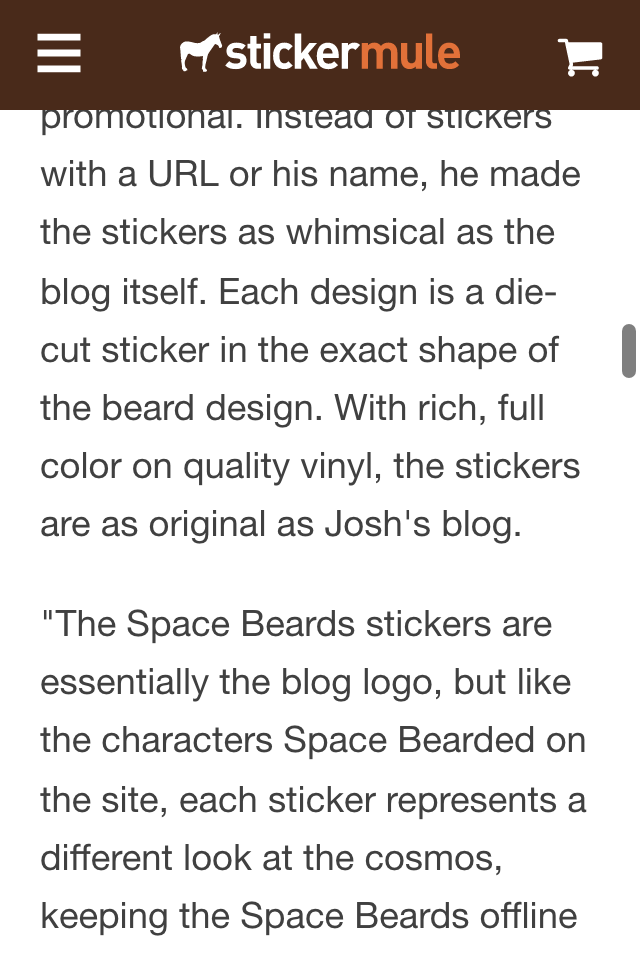 stickermule
promotional. Instead of stickers
with a URL or his name, he made
the stickers as whimsical as the
blog itself. Each design is a die-
cut sticker in the exact shape of
the beard design. With rich, full
color on quality vinyl, the stickers
are as original as Josh's blog.
"The Space Beards stickers are
essentially the blog logo, but like
the characters Space Bearded on
the site, each sticker represents a
different look at the cosmos,
keeping the Space Beards offline